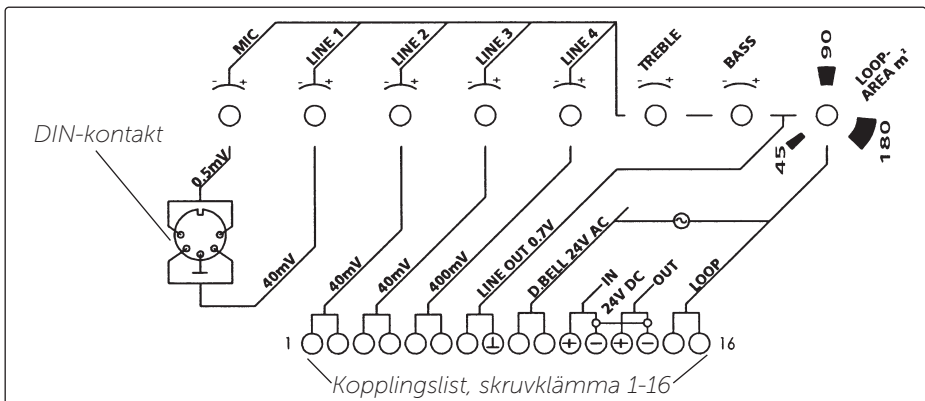 MIC
LINE 1
LINE 2
LINE 3
LINE 4
TREBLE
BASS
90
LOOP-
AREA m²
- +
- +
- +
- +
- +
- +
- +
DIN-kontakt
45
180
0.5mV
40mV
40mV
40mV
400mV
LINE OUT 0.7V
D.BELL 24V AC
IN
24V DC
OUT
LOOP
1
+ − + −
16
Kopplingslist, skruvklämma 1-16